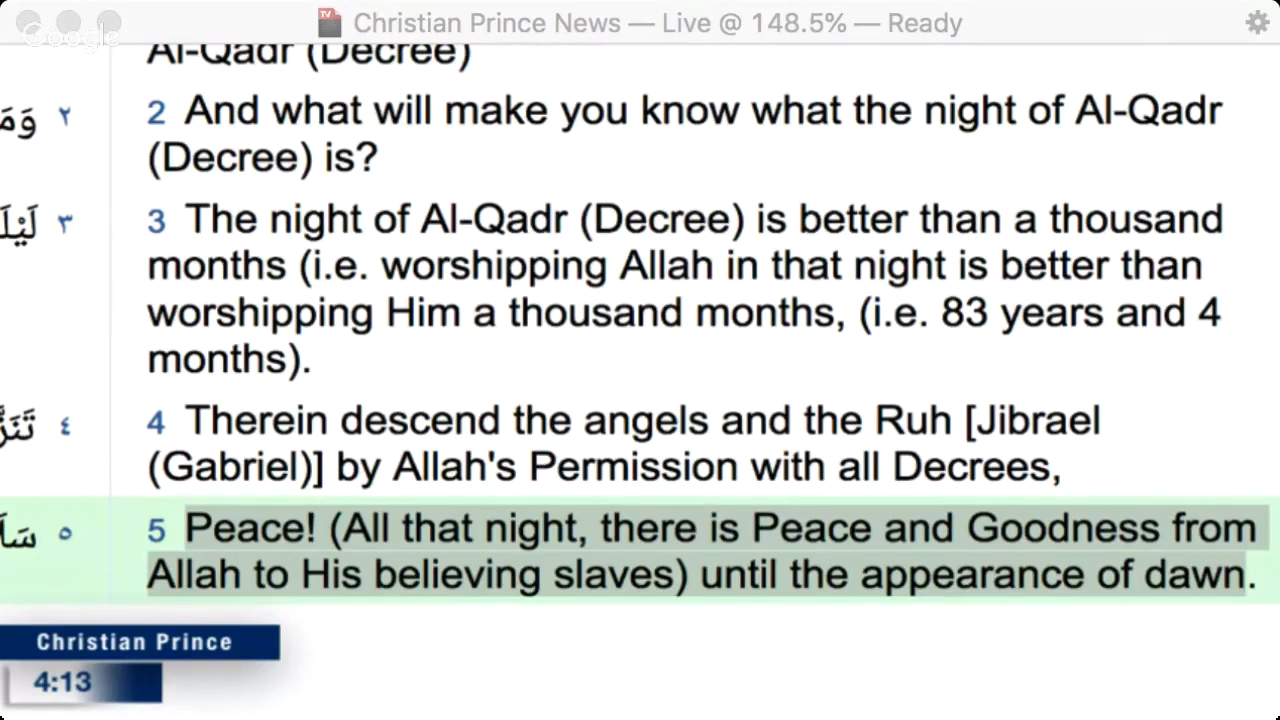 Christian Prince News — Live @ 148.5% — Ready
Google
Al-Qadr (Decree)
2 And what will make you know what the night of Al-Qadr
(Decree) is?
3 The night of Al-Qadr (Decree) is better than a thousand
months (i.e. worshipping Allah in that night is better than
worshipping Him a thousand months, (i.e. 83 years and 4
months).
4 Therein descend the angels and the Ruh [Jibrael
(Gabriel)] by Allah's Permission with all Decrees,
5 Peace! (All that night, there is Peace and Goodness from
Allah to His believing slaves) until the appearance of dawn.
٢
٣
٤
٥
Christian Prince
4:13